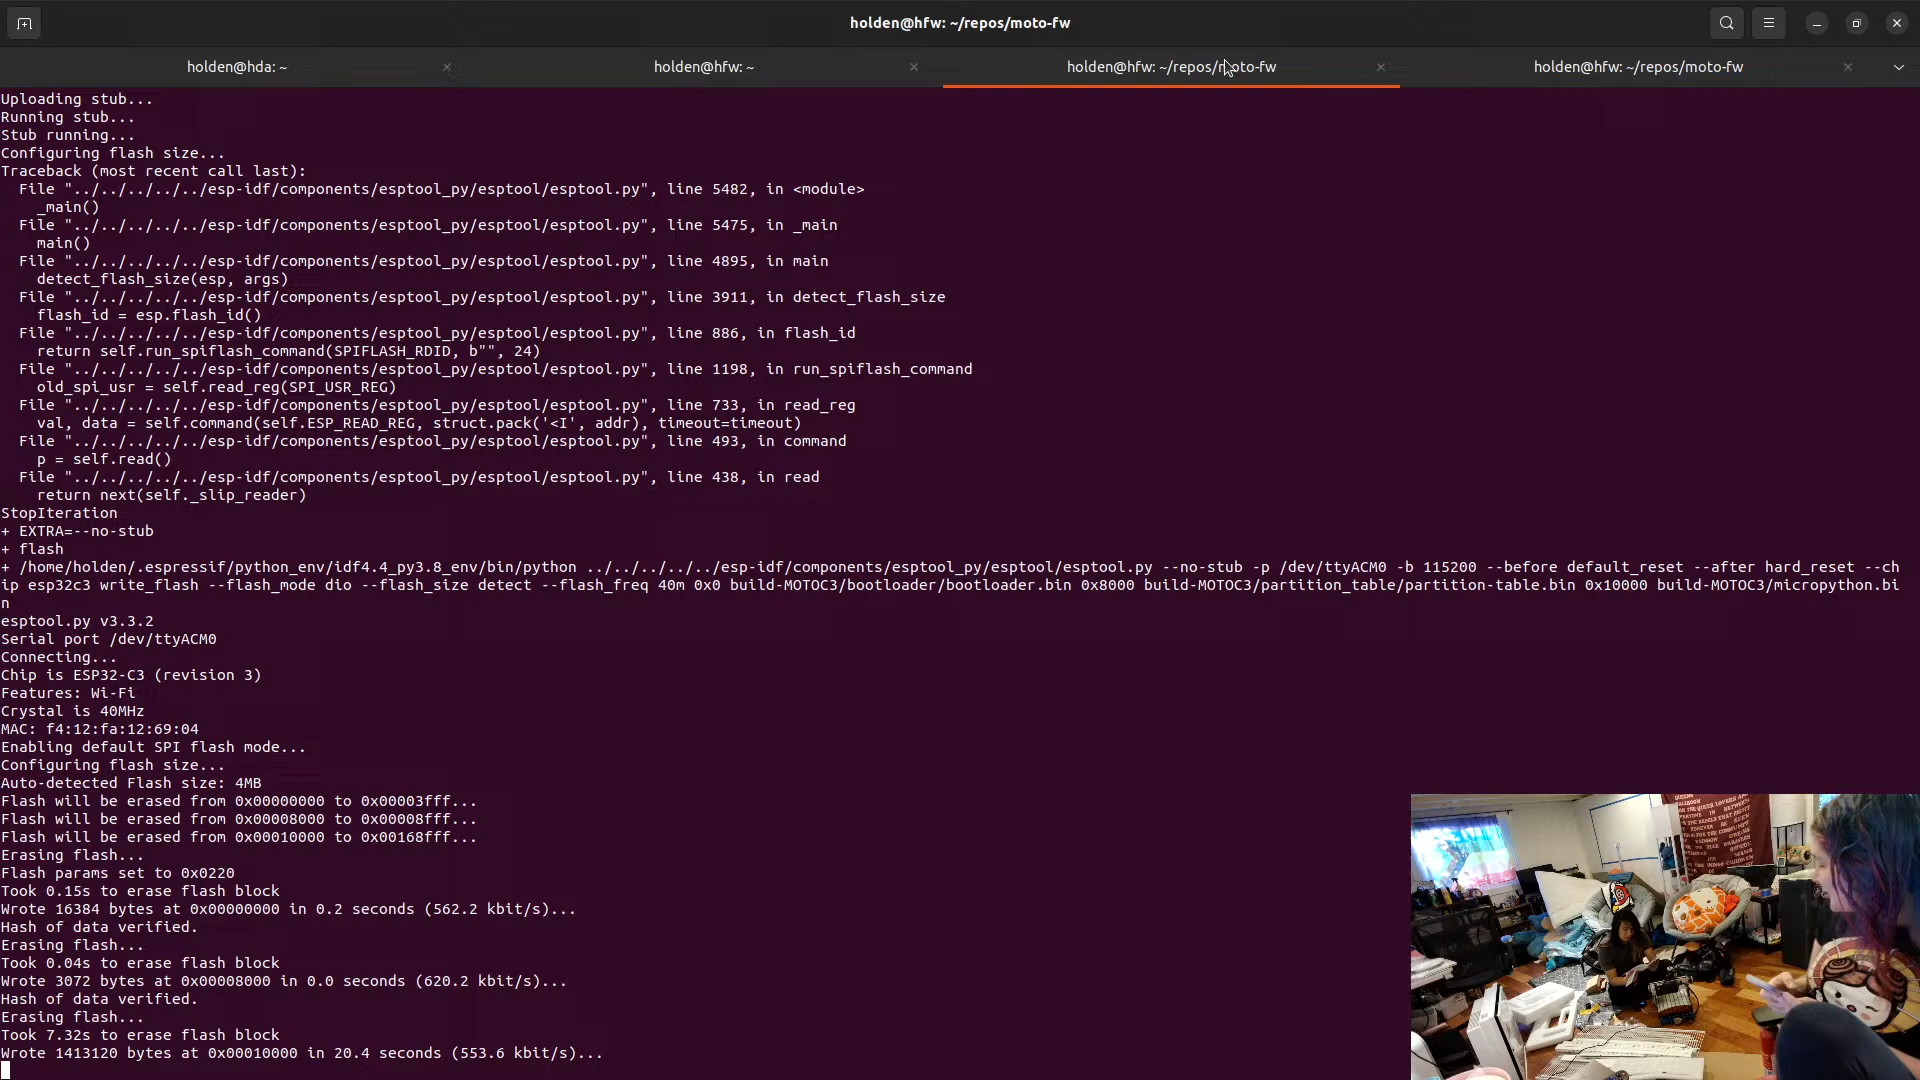 holden@hfw: ~/repos/moto-fw
holden@hda: ~
holden@hfw: ~
holden@hfw: ~/repos/moto-fw
holden@hfw: ~/repos/moto-fw
Uploading stub...
Running stub...
Stub running...
Configuring flash size...
Traceback (most recent call last):
  File "../../../../../esp-idf/components/esptool_py/esptool/esptool.py", line 5482, in <module>
    _main()
  File "../../../../../esp-idf/components/esptool_py/esptool/esptool.py", line 5475, in _main
    main()
  File "../../../../../esp-idf/components/esptool_py/esptool/esptool.py", line 4895, in main
    detect_flash_size(esp, args)
  File "../../../../../esp-idf/components/esptool_py/esptool/esptool.py", line 3911, in detect_flash_size
    flash_id = esp.flash_id()
  File "../../../../../esp-idf/components/esptool_py/esptool/esptool.py", line 886, in flash_id
    return self.run_spiflash_command(SPIFLASH_RDID, b"", 24)
  File "../../../../../esp-idf/components/esptool_py/esptool/esptool.py", line 1198, in run_spiflash_command
    old_spi_usr = self.read_reg(SPI_USR_REG)
  File "../../../../../esp-idf/components/esptool_py/esptool/esptool.py", line 733, in read_reg
    val, data = self.command(self.ESP_READ_REG, struct.pack('<I', addr), timeout=timeout)
  File "../../../../../esp-idf/components/esptool_py/esptool/esptool.py", line 493, in command
    p = self.read()
  File "../../../../../esp-idf/components/esptool_py/esptool/esptool.py", line 438, in read
    return next(self._slip_reader)
StopIteration
+ EXTRA=--no-stub
+ flash
+ /home/holden/.espressif/python_env/idf4.4_py3.8_env/bin/python ../../../../../esp-idf/components/esptool_py/esptool/esptool.py --no-stub -p /dev/ttyACM0 -b 115200 --before default_reset --after hard_reset --ch
ip esp32c3 write_flash --flash_mode dio --flash_size detect --flash_freq 40m 0x0 build-MOTOC3/bootloader/bootloader.bin 0x8000 build-MOTOC3/partition_table/partition-table.bin 0x10000 build-MOTOC3/micropython.bi
n
esptool.py v3.3.2
Serial port /dev/ttyACM0
Connecting...
Chip is ESP32-C3 (revision 3)
Features: Wi-Fi
Crystal is 40MHz
MAC: f4:12:fa:12:69:04
Enabling default SPI flash mode...
Configuring flash size...
Auto-detected Flash size: 4MB
Flash will be erased from 0x00000000 to 0x00003fff...
Flash will be erased from 0x00008000 to 0x00008fff...
Flash will be erased from 0x00010000 to 0x00168fff...
Erasing flash...
Flash params set to 0x0220
Took 0.15s to erase flash block
Wrote 16384 bytes at 0x00000000 in 0.2 seconds (562.2 kbit/s)...
Hash of data verified.
Erasing flash...
Took 0.04s to erase flash block
Wrote 3072 bytes at 0x00008000 in 0.0 seconds (620.2 kbit/s)...
Hash of data verified.
Erasing flash...
Took 7.32s to erase flash block
Wrote 1413120 bytes at 0x00010000 in 20.4 seconds (553.6 kbit/s)...